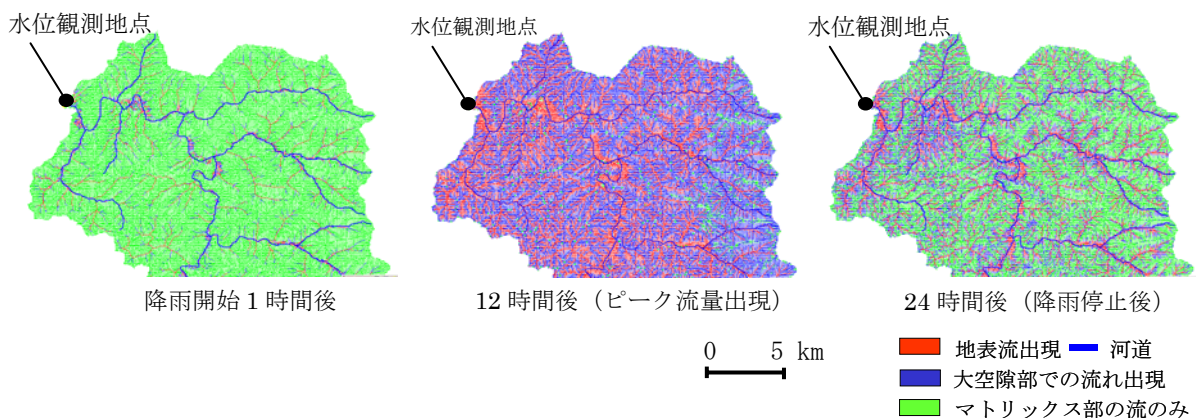 水位観測地点
水位観測地点
水位観測地点
降雨開始 1 時間後
12 時間後（ピーク流量出現）
24 時間後（降雨停止後）
0 5 km
地表流出現 河道
大空隙部での流れ出現
マトリックス部の流のみ